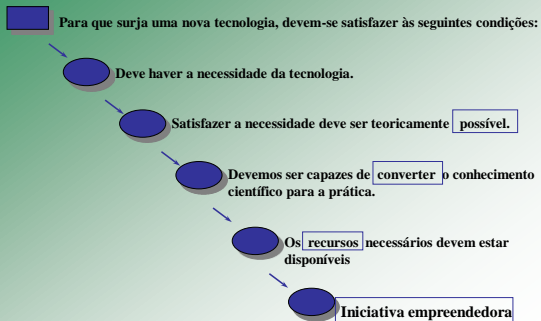 Para que surja uma nova tecnologia, devem-se satisfazer às seguintes condições:
Deve haver a necessidade da tecnologia.
Satisfazer a necessidade deve ser teoricamente possível.
Devemos ser capazes de converter o conhecimento
científico para a prática.
Os recursos necessários devem estar
disponíveis
Iniciativa empreendedora